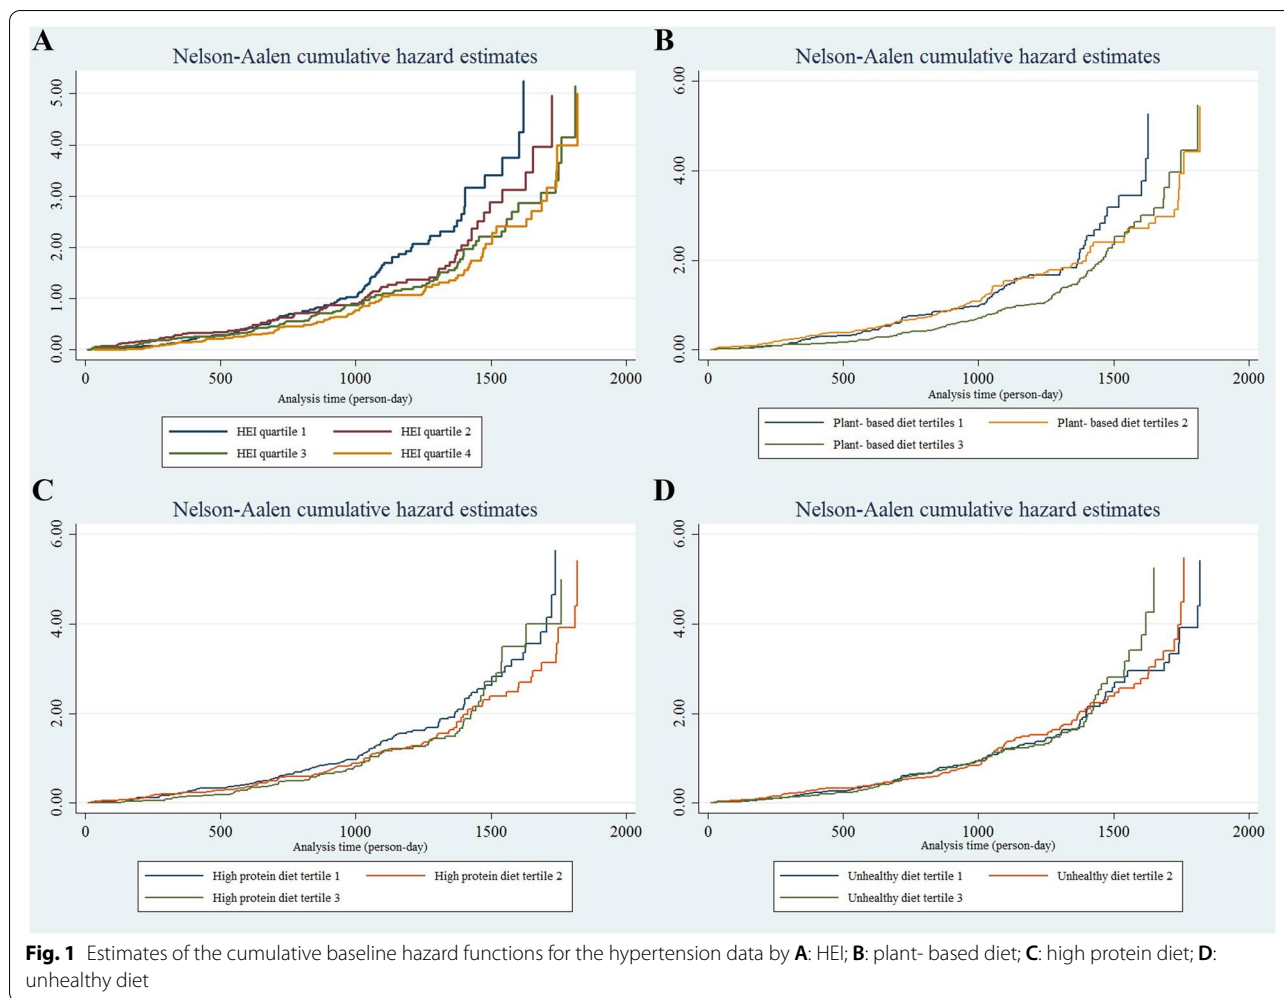 A
Nelson-Aalen cumulative hazard estimates
5.00
4.00
3.00
2.00
1.00
0.00
0 500 1000 1500 2000
Analysis time (person-day)
HEI quartile 1 HEI quartile 2
HEI quartile 3 HEI quartile 4
B
Nelson-Aalen cumulative hazard estimates
6.00
4.00
2.00
0.00
0 500 1000 1500 2000
Analysis time (person-day)
Plant- based diet tertiles 1 Plant- based diet tertiles 2
Plant- based diet tertiles 3
C
Nelson-Aalen cumulative hazard estimates
6.00
4.00
2.00
0.00
0 500 1000 1500 2000
Analysis time (person-day)
High protein diet tertile 1 High protein diet tertile 2
High protein diet tertile 3
D
Nelson-Aalen cumulative hazard estimates
6.00
4.00
2.00
0.00
0 500 1000 1500 2000
Analysis time (person-day)
Unhealthy diet tertile 1 Unhealthy diet tertile 2
Unhealthy diet tertile 3
Fig. 1 Estimates of the cumulative baseline hazard functions for the hypertension data by A: HEI; B: plant- based diet; C: high protein diet; D:
unhealthy diet